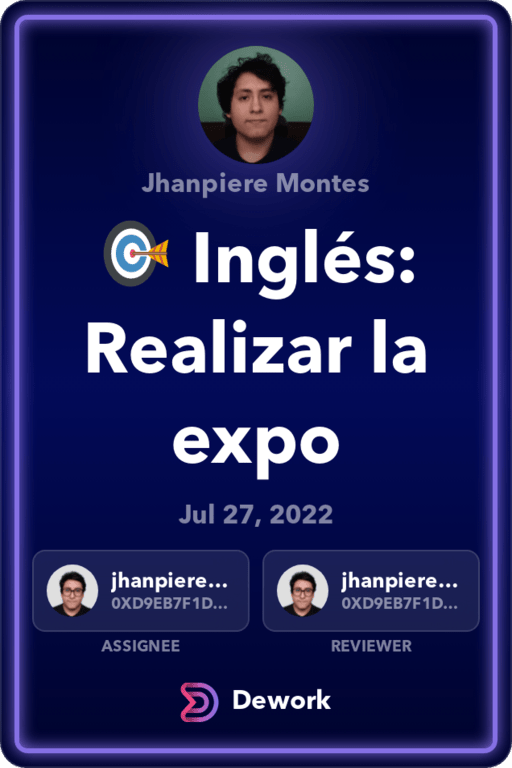 Jhanpiere Montes
🎯 Inglés:
Realizar la
expo
Jul 27, 2022
jhanpiere...
0XD9EB7F1D...
ASSIGNEE
jhanpiere...
0XD9EB7F1D...
REVIEWER
Dework